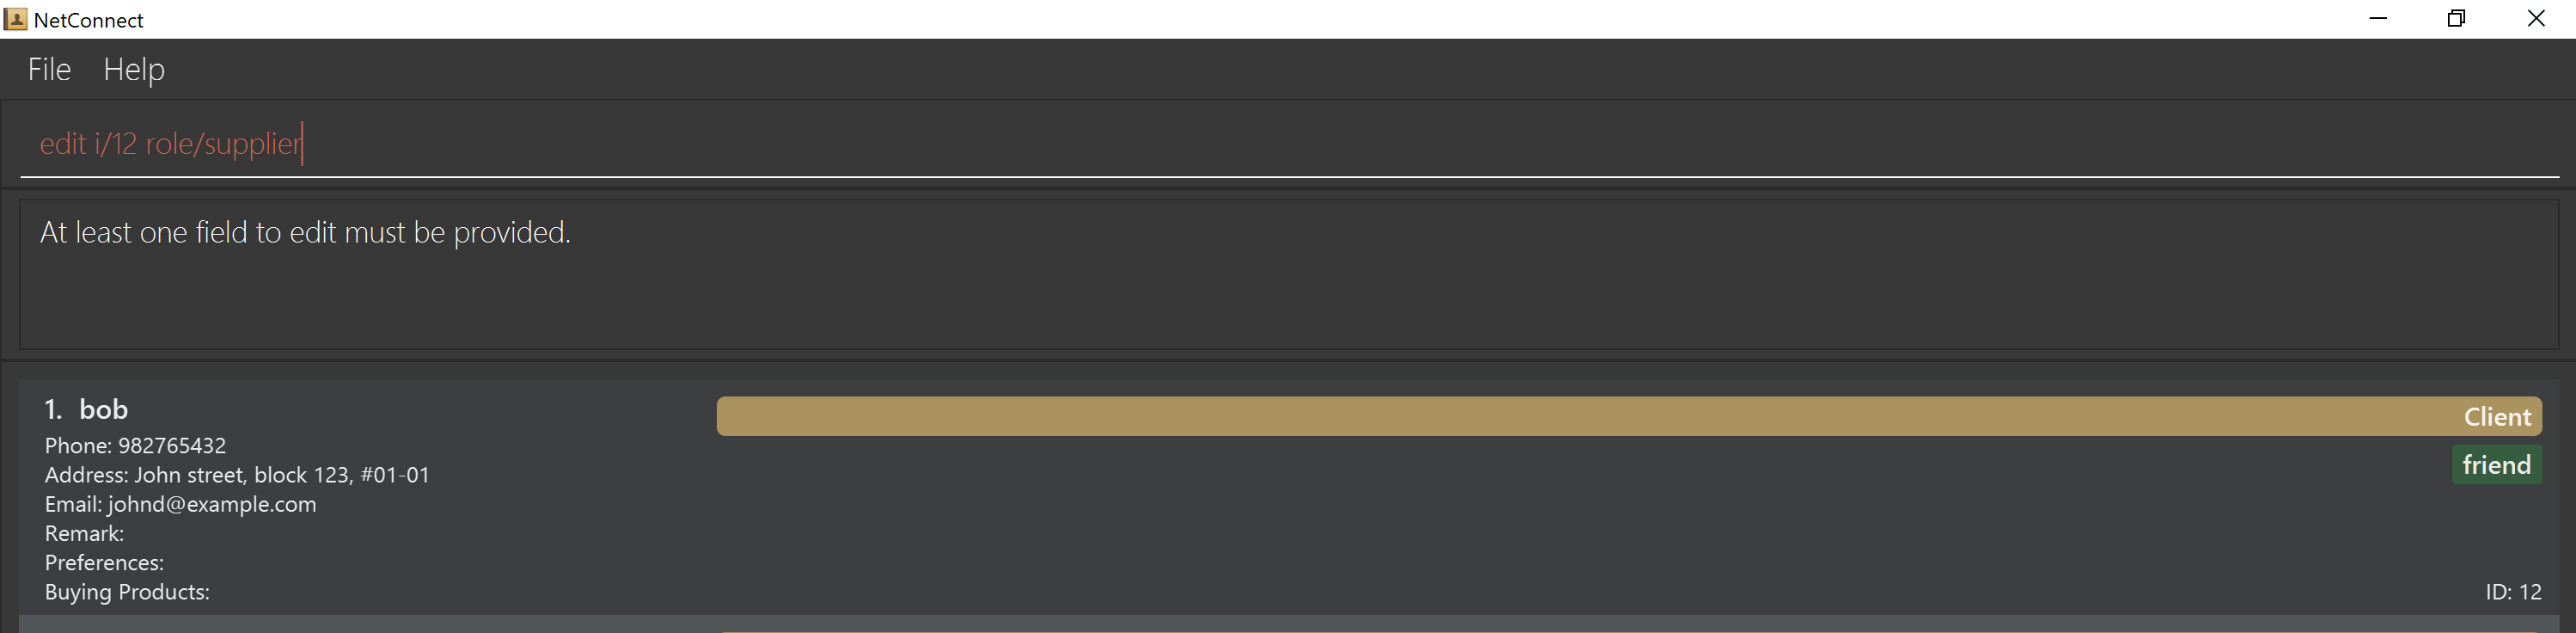 NetConnect
File Help
edit i/12 role/supplier
At least one field to edit must be provided.
1. bob
Client
Phone: 982765432
friend
Address: John street, block 123, #01-01
Email: johnd@example.com
Remark:
Preferences:
Buying Products:
ID: 12